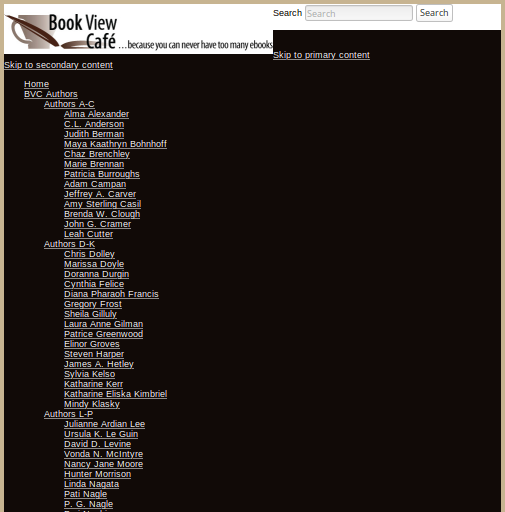 Book View
Café ...because you can never have too many ebooks
Search Search Search
Skip to primary content
Skip to secondary content
Home
BVC Authors
Authors A-C
Alma Alexander
C.L. Anderson
Judith Berman
Maya Kaathryn Bohnhoff
Chaz Brenchley
Marie Brennan
Patricia Burroughs
Adam Campan
Jeffrey A. Carver
Amy Sterling Casil
Brenda W. Clough
John G. Cramer
Leah Cutter
Authors D-K
Chris Dolley
Marissa Doyle
Doranna Durgin
Cynthia Felice
Diana Pharaoh Francis
Gregory Frost
Sheila Gilluly
Laura Anne Gilman
Patrice Greenwood
Elinor Groves
Steven Harper
James A. Hetley
Sylvia Kelso
Katharine Kerr
Katharine Eliska Kimbriel
Mindy Klasky
Authors L-P
Julianne Ardian Lee
Ursula K. Le Guin
David D. Levine
Vonda N. McIntyre
Nancy Jane Moore
Hunter Morrison
Linda Nagata
Pati Nagle
P. G. Nagle